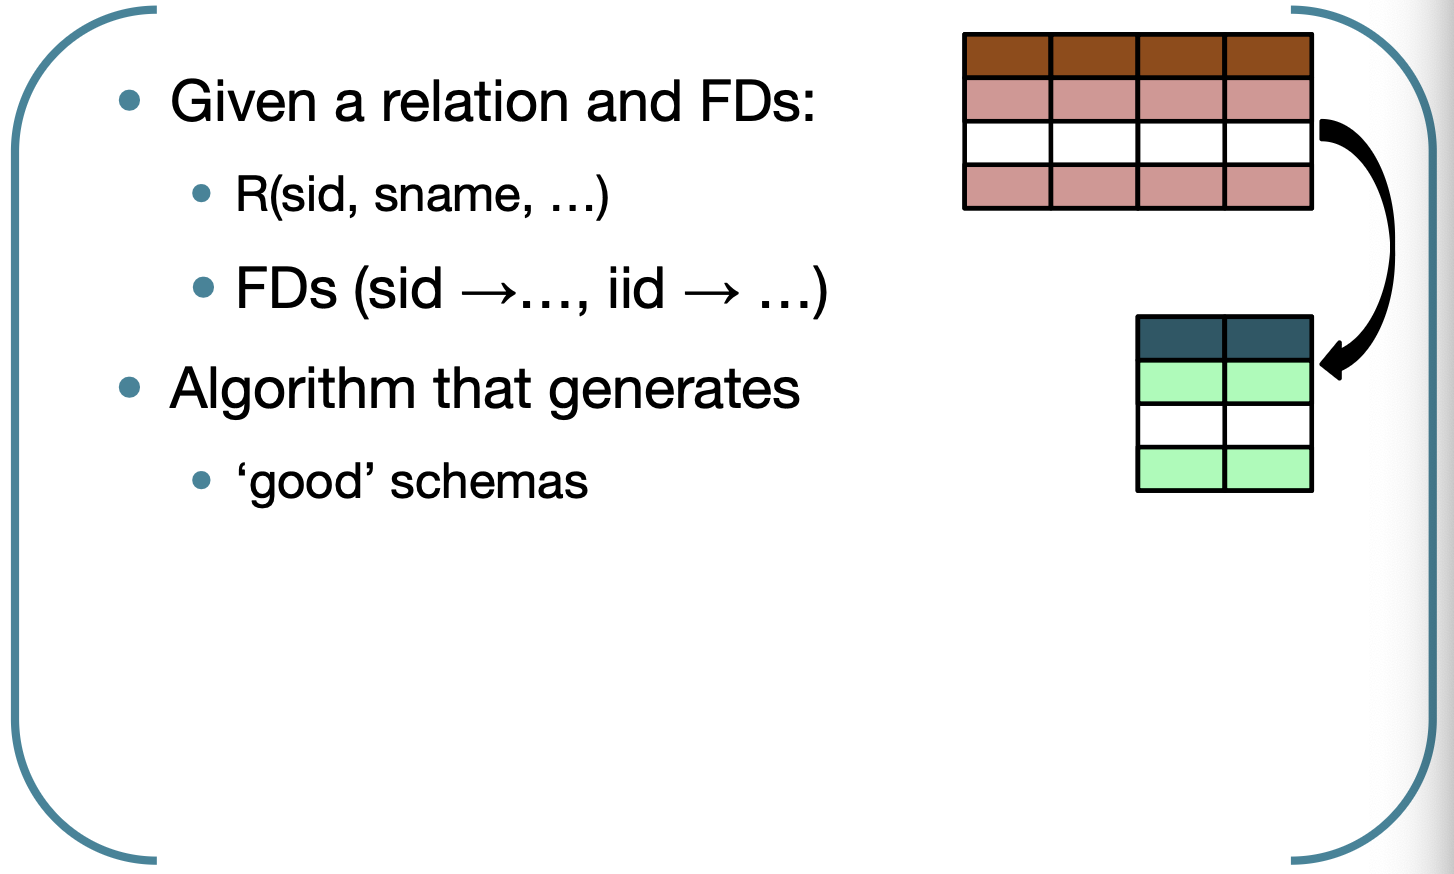 • Given a relation and FDs:
• R(sid, sname, …)
• FDs (sid →…, iid → …)
• Algorithm that generates
• ‘good’ schemas